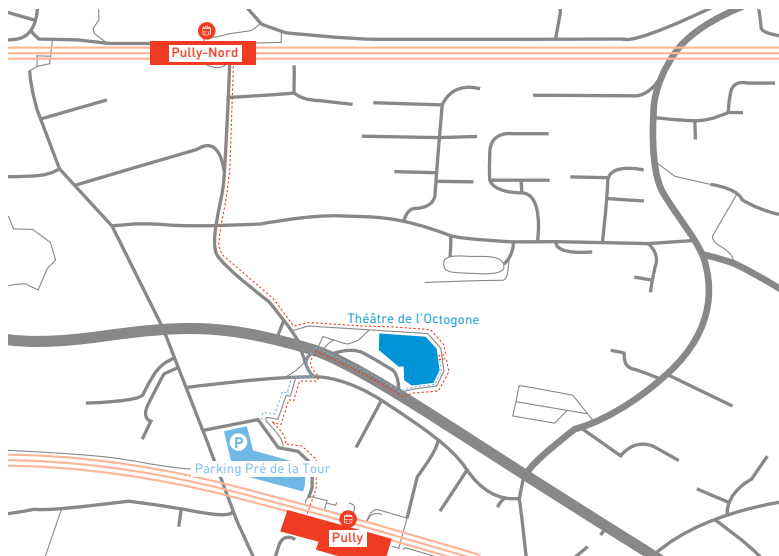 Pully-Nord
Théâtre de l'Octogone
P
Parking Pré de la Tour
Pully